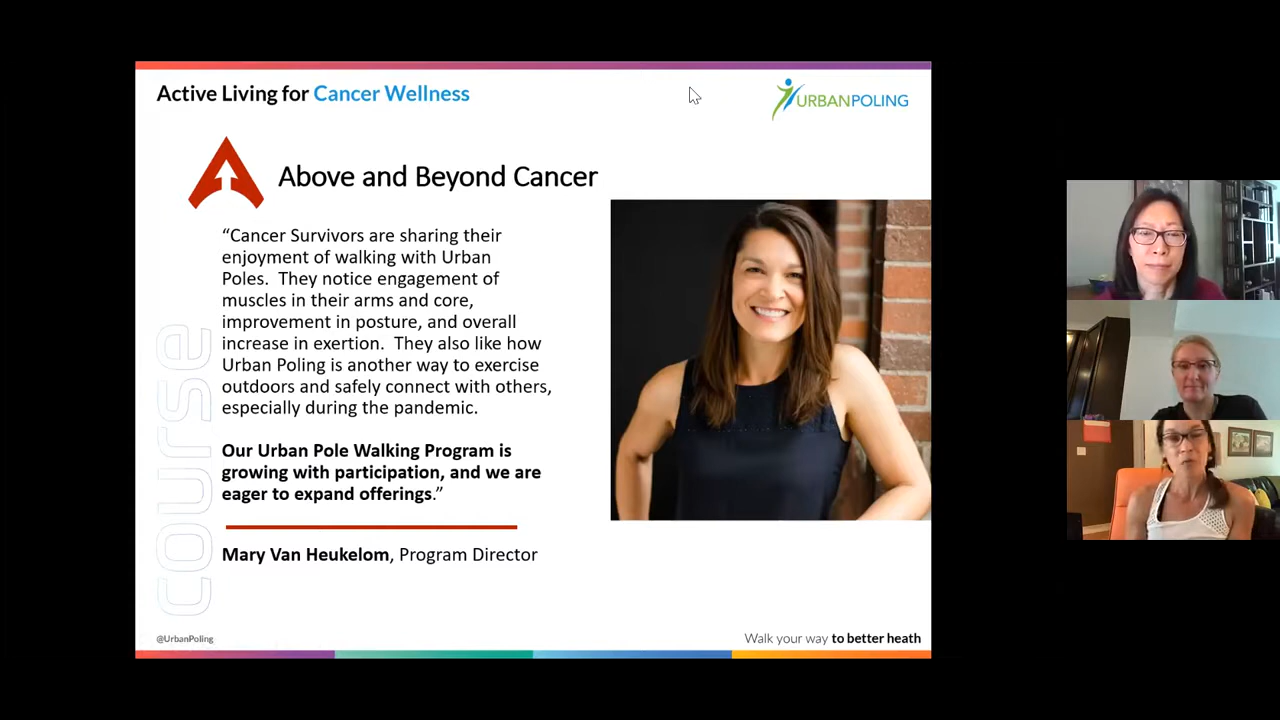 Active Living for Cancer Wellness
URBANPOLING
Above and Beyond Cancer
“Cancer Survivors are sharing their
enjoyment of walking with Urban
Poles. They notice engagement of
muscles in their arms and core,
improvement in posture, and overall
increase in exertion. They also like how
Urban Poling is another way to exercise
outdoors and safely connect with others,
especially during the pandemic.
Our Urban Pole Walking Program is
growing with participation, and we are
eager to expand offerings.”
Mary Van Heukelom, Program Director
course
@UrbanPoling
Walk your way to better heath